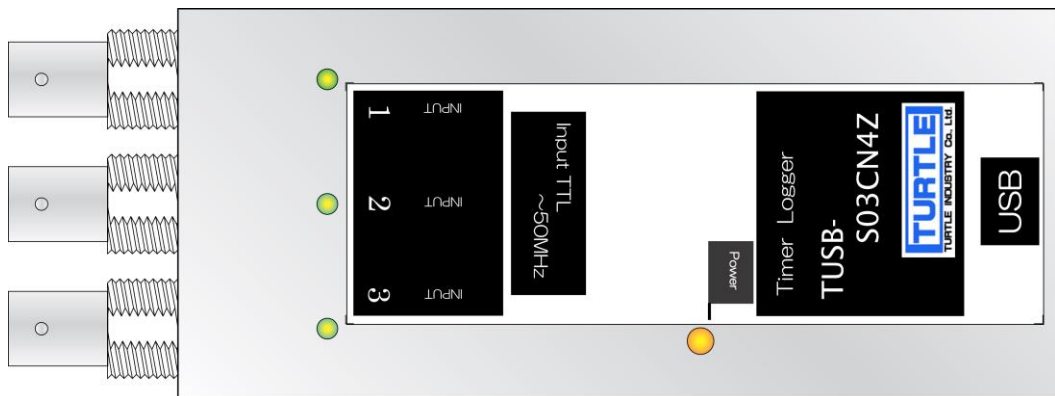 1 INPUT
2 INPUT
3 INPUT
Input TTL
~50MHz
Power
Timer Logger
TUSB-
S03CN4Z
TURTLE
TURTLE INDUSTRY Co., Ltd.
USB